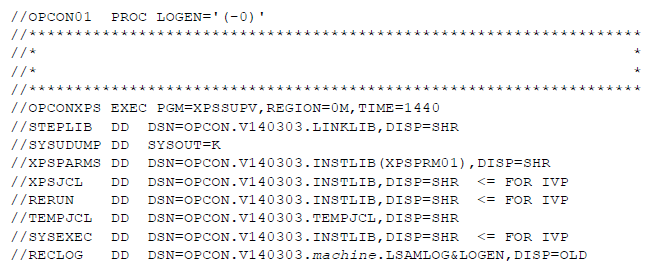 //OPCON01  PROC LOGEN='(-0)'
//*********************************************************************
//*                                                                   *
//*                                                                   *
//*********************************************************************
//OPCONXPS EXEC PGM=XPSSUPV,REGION=0M,TIME=1440
//STEPLIB  DD  DSN=OPCON.V140303.LINKLIB,DISP=SHR
//SYSUDUMP DD  SYSOUT=K
//XPSPARMS DD  DSN=OPCON.V140303.INSTLIB(XPSPRM01),DISP=SHR
//XPSJCL   DD  DSN=OPCON.V140303.INSTLIB,DISP=SHR  <= FOR IVP
//RERUN    DD  DSN=OPCON.V140303.INSTLIB,DISP=SHR  <= FOR IVP
//TEMPJCL  DD  DSN=OPCON.V140303.TEMPJCL,DISP=SHR
//SYSEXEC  DD  DSN=OPCON.V140303.INSTLIB,DISP=SHR  <= FOR IVP
//RECLOG   DD  DSN=OPCON.V140303.machine.LSAMLOG&LOGEN,DISP=OLD